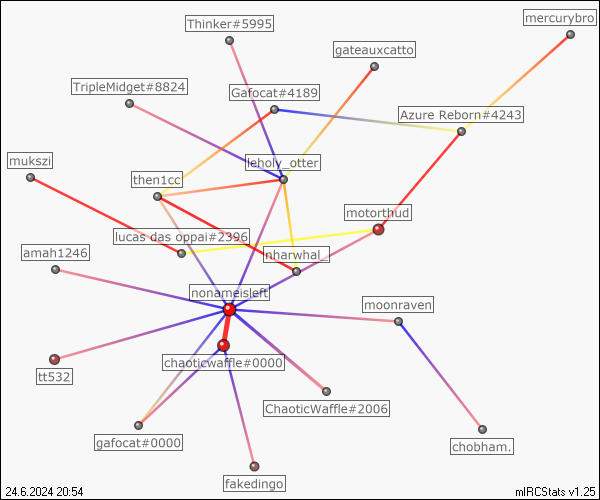 mercurybro
Thinker#5995
gateauxcatto
TripleMidget#8824
Gafocat#4189
Azure Reborn#4243
mukszi
leholy_otter
then1cc
motorthud
lucas das oppai#2396
amah1246
nharwhal_
nonameisleft
moonraven
chaoticwaffle#0000
tt532
ChaoticWaffle#2006
gafocat#0000
chobham.
fakedingo
24.6.2024 20:54
mIRCStats v1.25